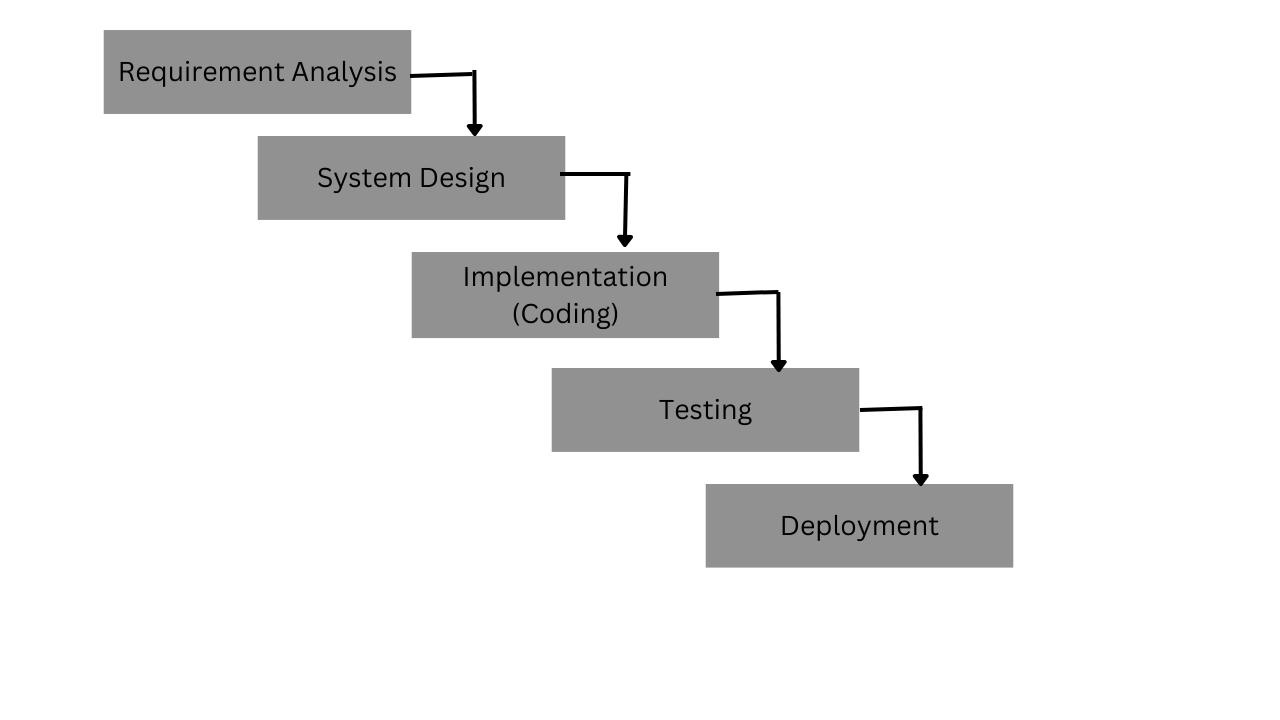 Requirement Analysis
System Design
Implementation
(Coding)
Testing
Deployment